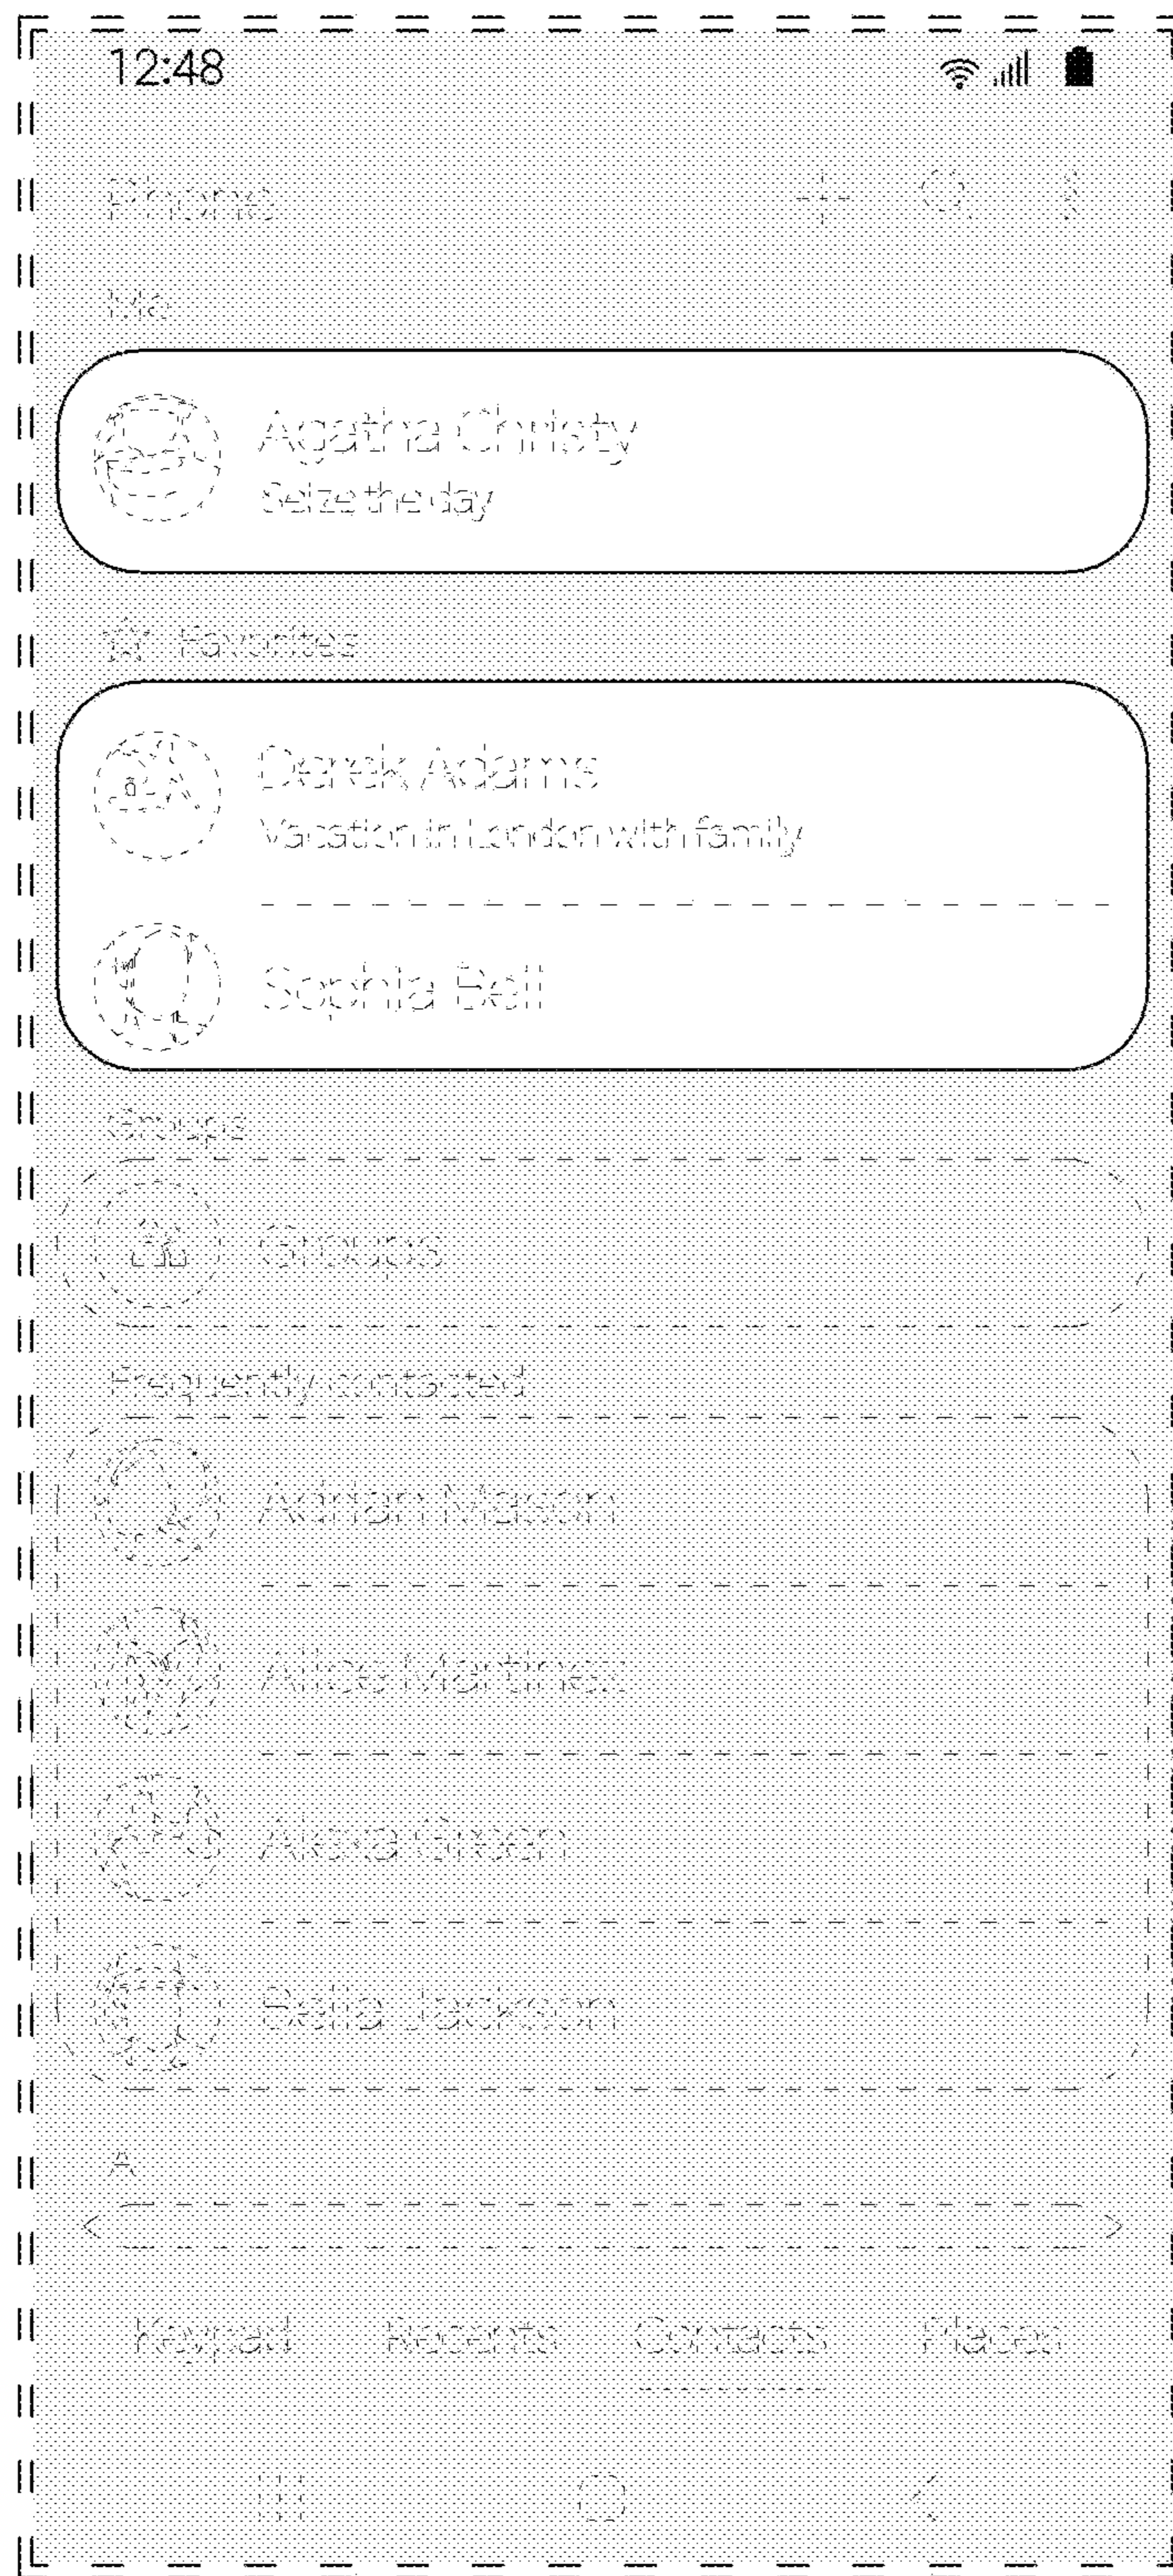 12:48
Phone
Me
Agatha Christy
Seize the day
Favorites
Derek Adams
Vacation in London with family
Sophia Bell
Groups
Groups
Frequently contacted
Adrian Mason
Alice Martinez
Alexa Green
Bella Jackson
A
Keypad Recents Contacts Places